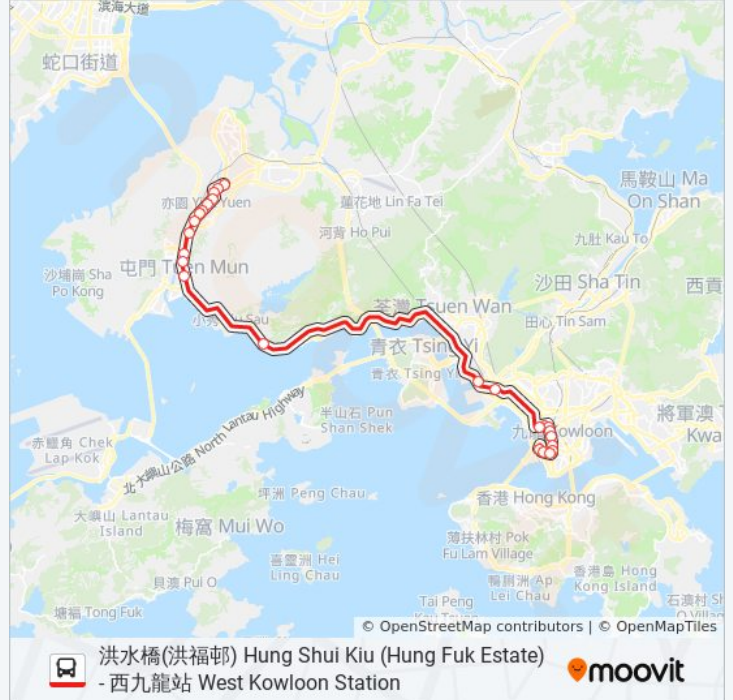 滨海大道
蛇口街道
亦園
Yuen
蓮花地 Lin Fa Tei
馬鞍山 Ma
On Shan
河背 Ho Pui
九肚 Kau To
屯門 Tuen Mun
沙埔崗 Sha
Po Kong
沙田 Sha Tin
西貢
小秀
Sau
荃灣 Tsuen Wan
田心 Tin Sam
青衣 Tsing Yi
青衣 Tsing Yi
北大嶼山公路 North Lantau Highway
半山石 Pun
Shan Shek
將軍澳 T
Kwa
九龍 Kowloon
赤鱲角 Chek
Lap Kok
坪洲 Peng Chau
香港 Hong Kong
大嶼山 Lantau
Island
梅窩 Mui Wo
薄扶林村 Pok
Fu Lam Village
喜靈洲 Hei
Ling Chau
貝澳 Pui O
鴨脷洲 Ap
Lei Chau
香港島 Hong
Kong Island
塘福 Tong Fuk
Tai Peng
石澳村 Sh
O Village
© OpenStreetMap contributors | © OpenMapTiles
洪水橋(洪福邨) Hung Shui Kiu (Hung Fuk Estate)
- 西九龍站 West Kowloon Station
moovit